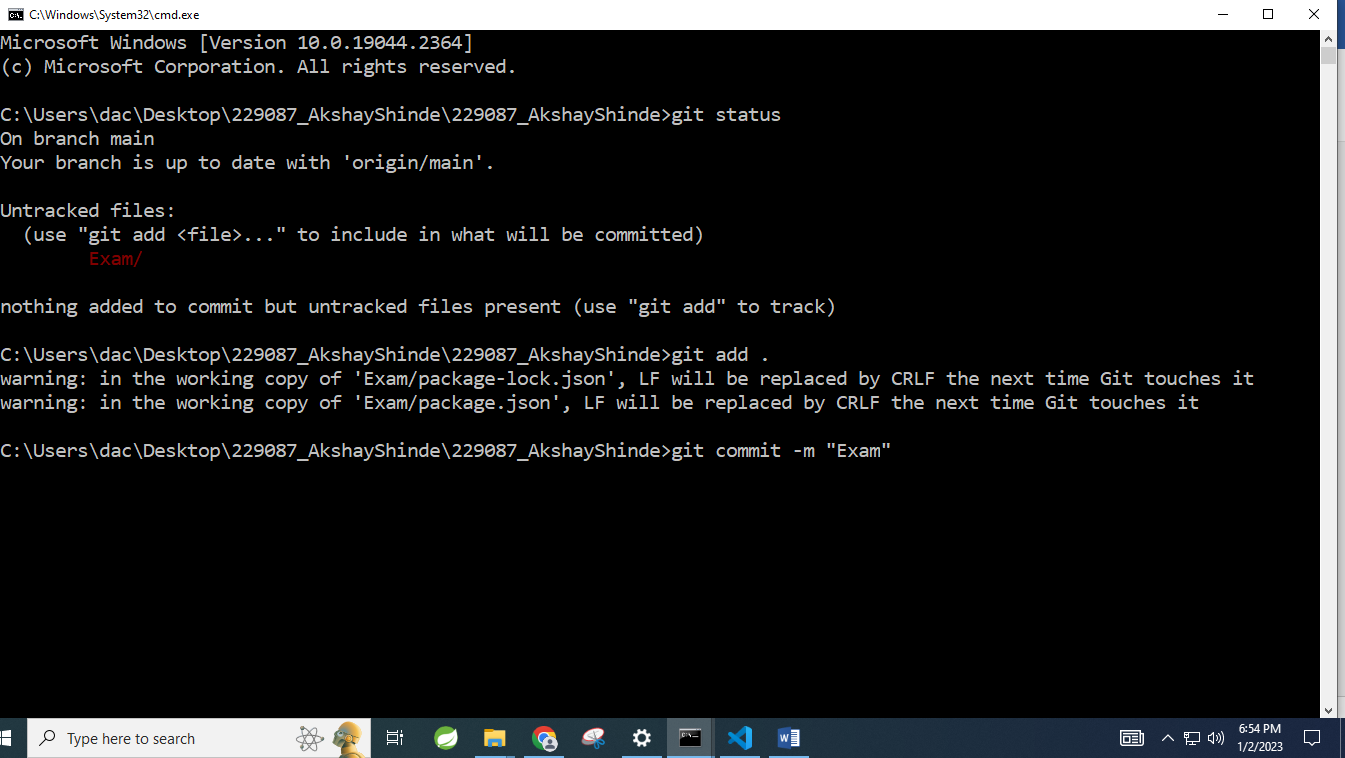 C:\Windows\System32\cmd.exe
Microsoft Windows [Version 10.0.19044.2364]
(c) Microsoft Corporation. All rights reserved.
C:\Users\dac\Desktop\229087_AkshayShinde\229087_AkshayShinde>git status
On branch main
Your branch is up to date with 'origin/main'.
Untracked files:
  (use "git add <file>..." to include in what will be committed)
        Exam/
nothing added to commit but untracked files present (use "git add" to track)
C:\Users\dac\Desktop\229087_AkshayShinde\229087_AkshayShinde>git add .
warning: in the working copy of 'Exam/package-lock.json', LF will be replaced by CRLF the next time Git touches it
warning: in the working copy of 'Exam/package.json', LF will be replaced by CRLF the next time Git touches it
C:\Users\dac\Desktop\229087_AkshayShinde\229087_AkshayShinde>git commit -m "Exam"
Type here to search
6:54 PM
1/2/2023